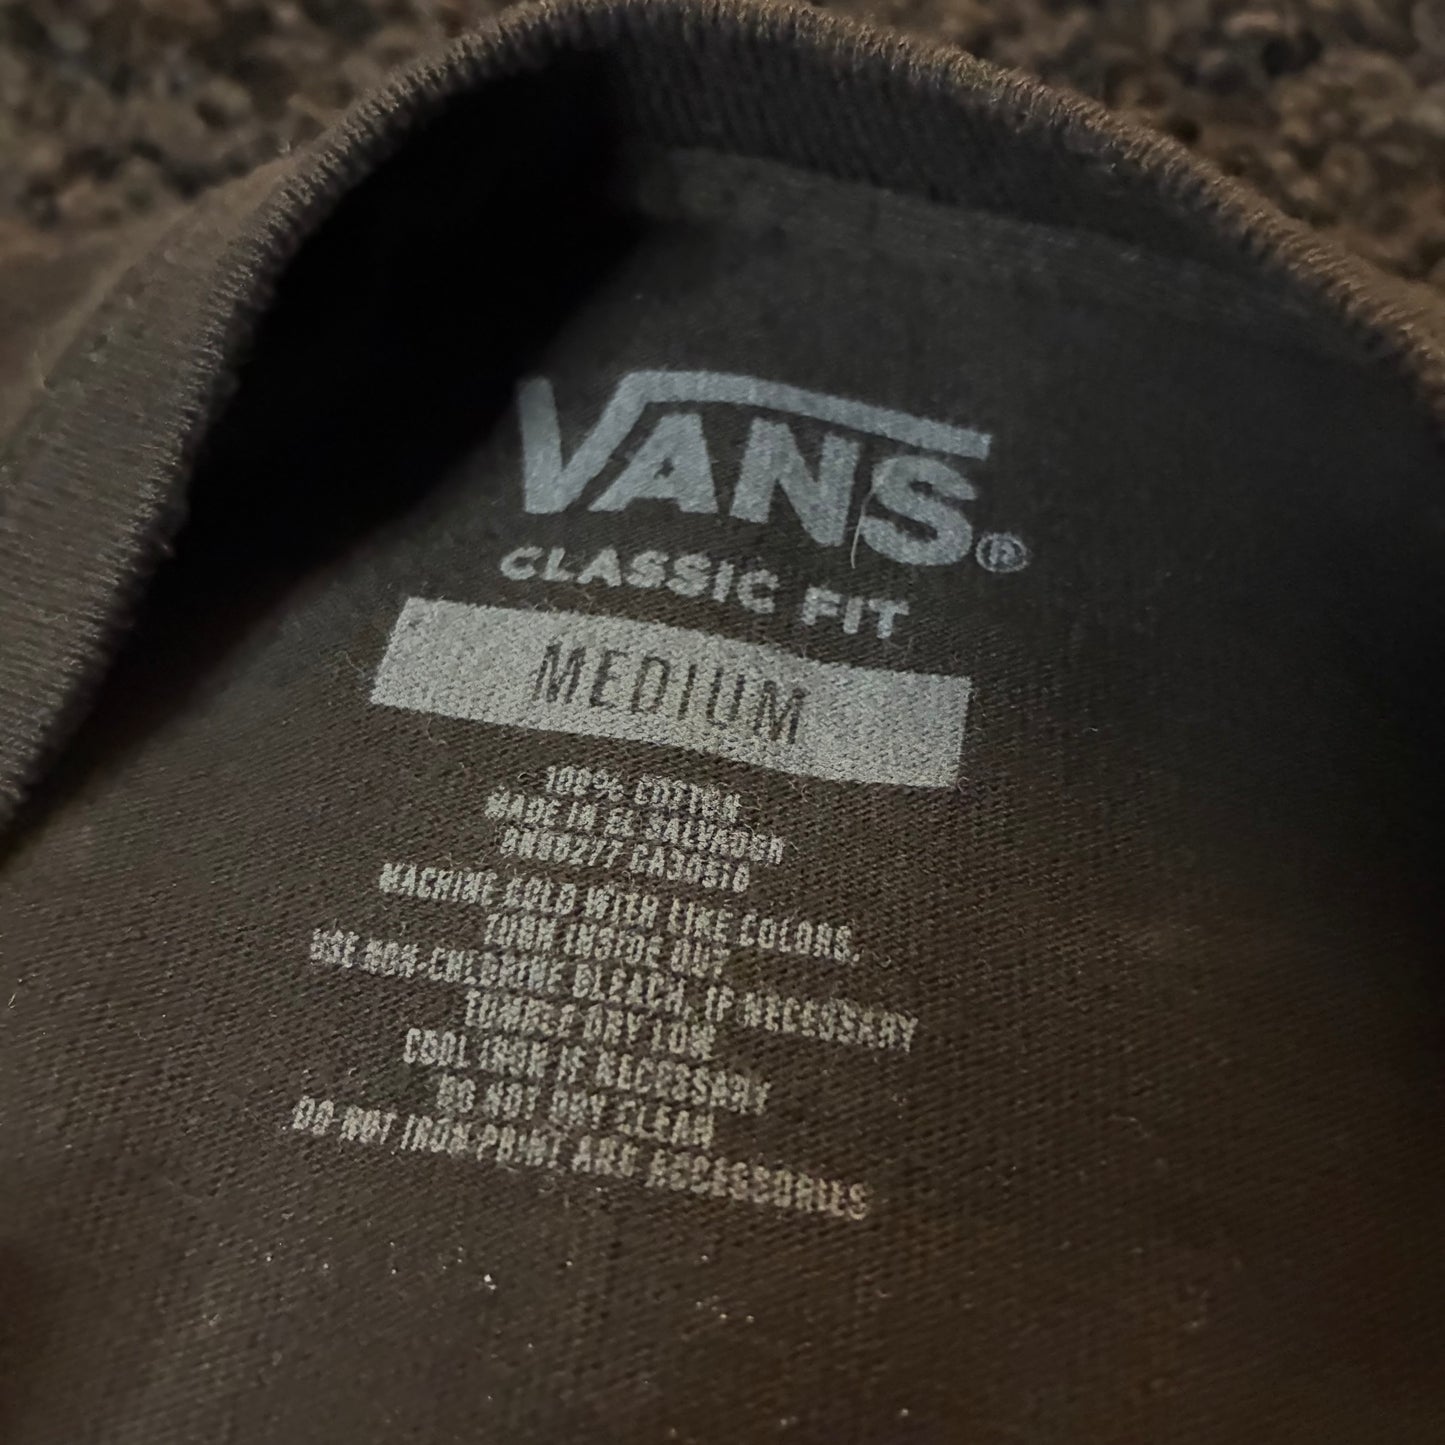 VANS®
CLASSIC FIT
MEDIUM
100% COTTON
MADE IN EL SALVADOR
CA30516
MACHINE COLD WITH LIKE COLORS.
TURN INSIDE OUT
USE NON-CHLORINE BLEACH, IF NECESSARY
TUMBLE DRY LOW
COOL IRON IF NECESSARY
DO NOT DRY CLEAN
DO NOT IRON PRINT ARE ACCESSORIES